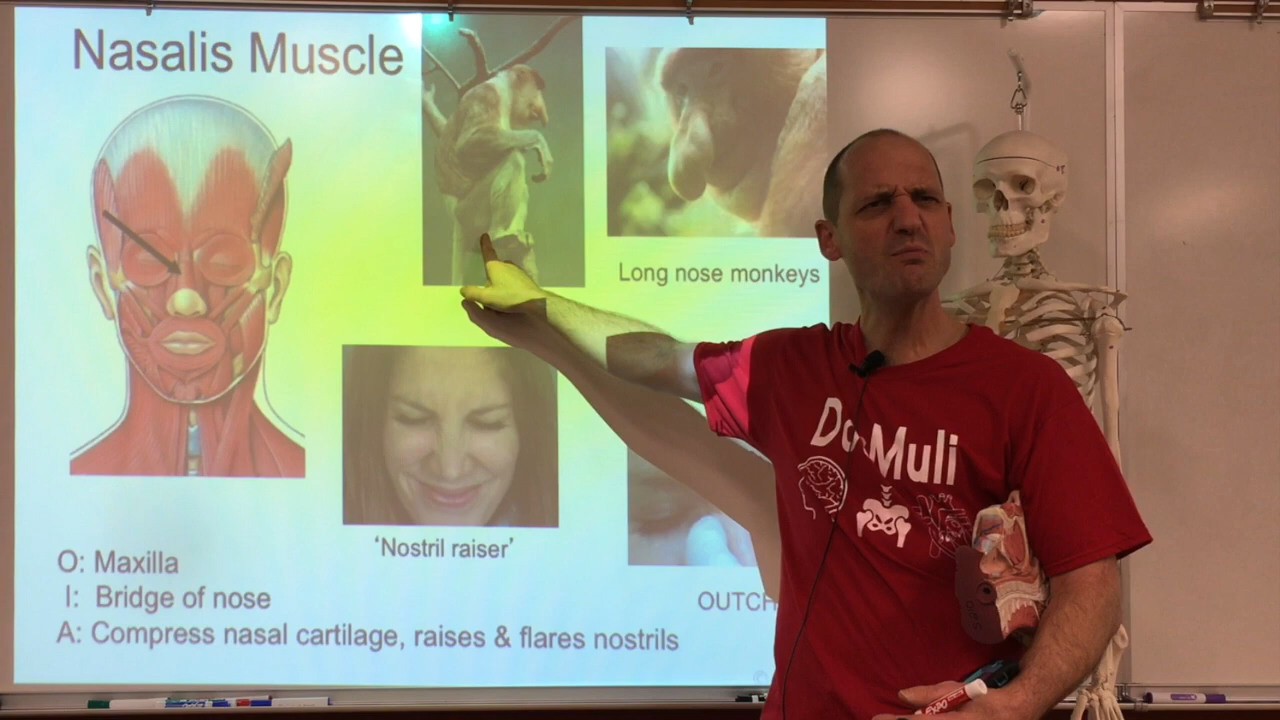 Nasalis Muscle
Long nose monkeys
'Nostril raiser'
O: Maxilla
I: Bridge of nose
A: Compress nasal cartilage, raises & flares nostrils
OUTCH
Muli
EXPO